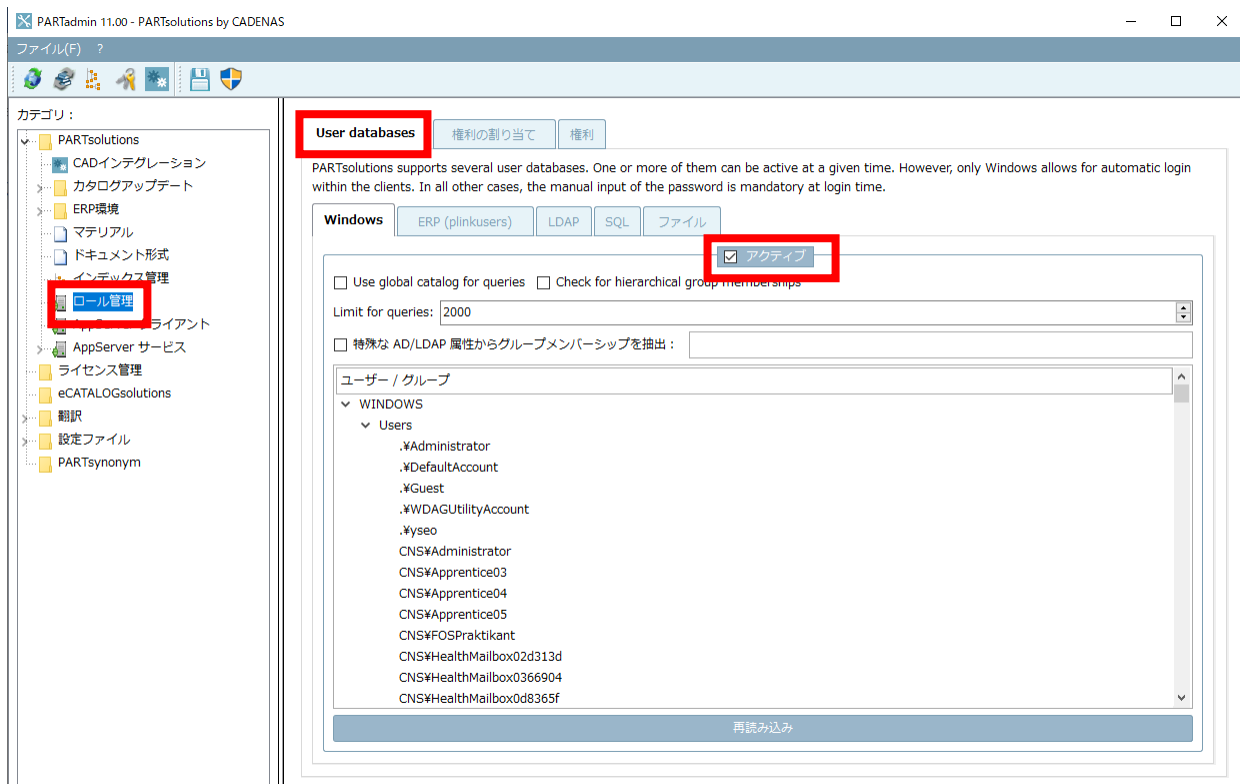 PARTadmin 11.00 - PARTsolutions by CADENAS
ファイル(F) ?
カテゴリ：
PARTsolutions
CADインテグレーション
カタログアップデート
ERP環境
マテリアル
ドキュメント形式
インデックス管理
ロール管理
AppServer クライアント
AppServer サービス
ライセンス管理
eCATALOGsolutions
翻訳
設定ファイル
PARTsynonym
User databases 権利の割り当て 権利
PARTsolutions supports several user databases. One or more of them can be active at a given time. However, only Windows allows for automatic login
within the clients. In all other cases, the manual input of the password is mandatory at login time.
Windows ERP (plinkusers) LDAP SQL ファイル
アクティブ
Use global catalog for queries Check for hierarchical group memberships
Limit for queries: 2000
特殊な AD/LDAP 属性からグループメンバーシップを抽出：
ユーザー / グループ
WINDOWS
Users
.¥Administrator
.¥DefaultAccount
.¥Guest
.¥WDAGUtilityAccount
.¥yseo
CNS¥Administrator
CNS¥Apprentice03
CNS¥Apprentice04
CNS¥Apprentice05
CNS¥FOSPraktikant
CNS¥HealthMailbox02d313d
CNS¥HealthMailbox0366904
CNS¥HealthMailbox0d8365f
再読み込み